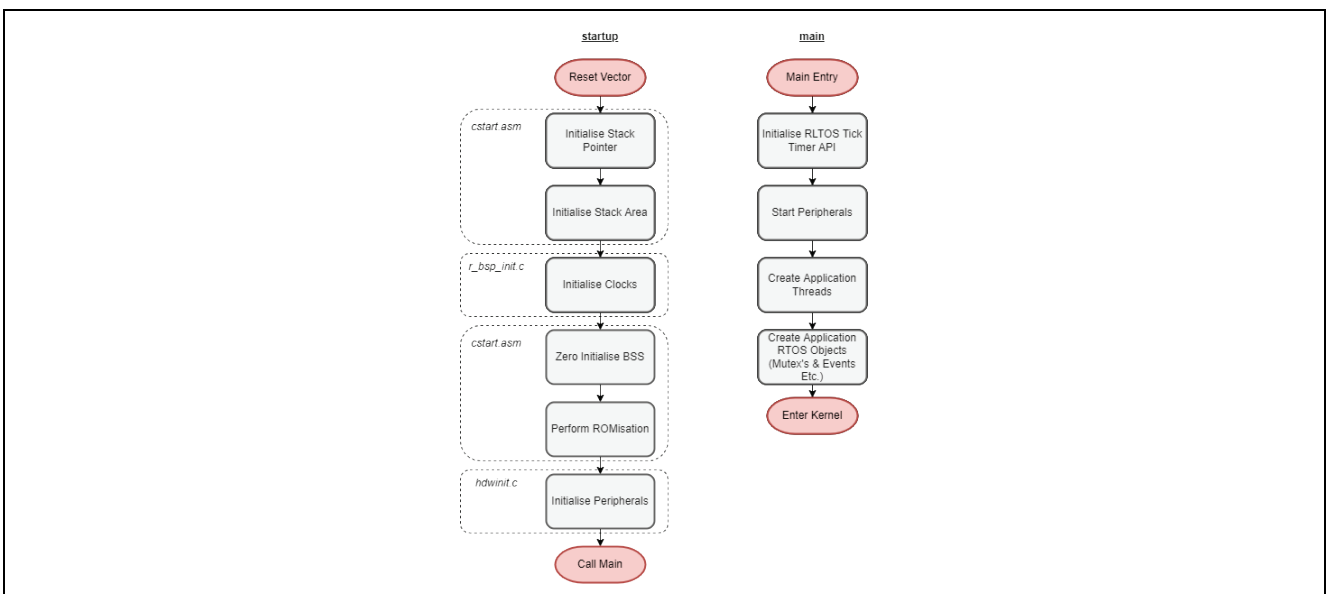 startup
Reset Vector
cstart.asm
Initialise Stack
Pointer
Initialise Stack Area
r_bsp_init.c
Initialise Clocks
cstart.asm
Zero Initialise BSS
Perform ROMisation
hdwinit.c
Initialise Peripherals
Call Main
main
Main Entry
Initialise RLTOS Tick
Timer API
Start Peripherals
Create Application
Threads
Create Application
RTOS Objects
(Mutex's & Events
Etc.)
Enter Kernel